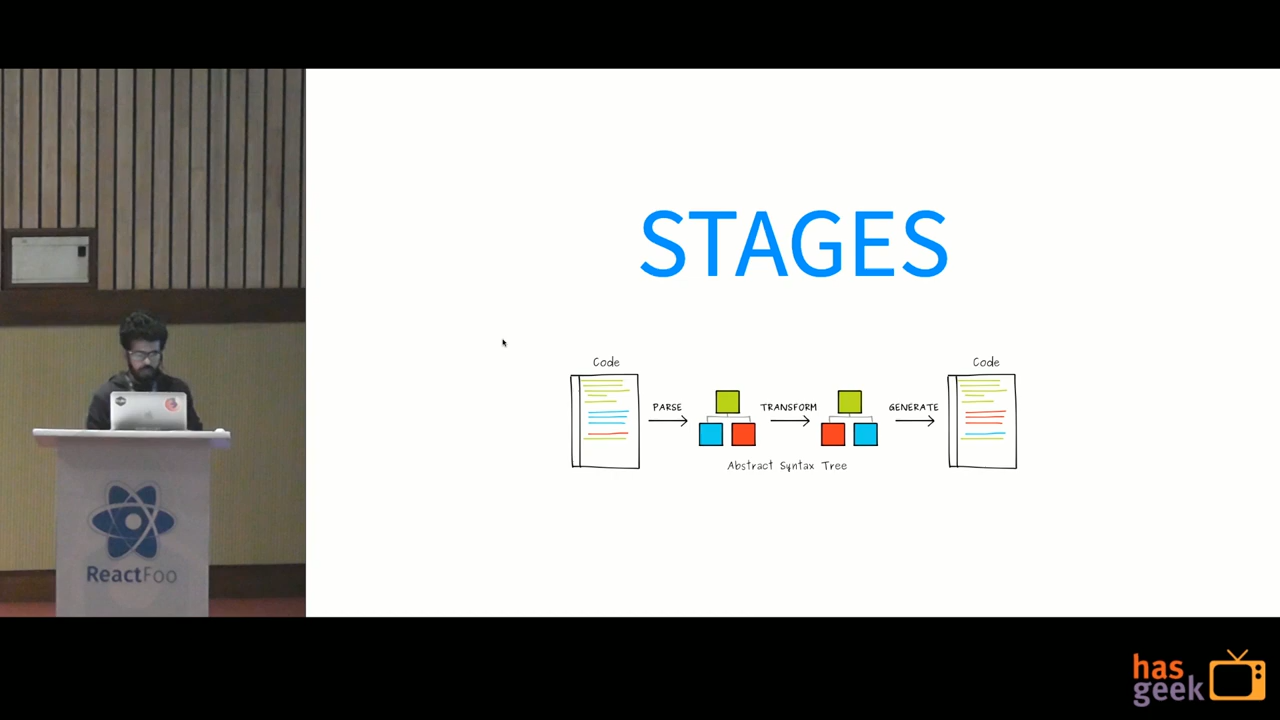 STAGES
Code
Code
PARSE
TRANSFORM
GENERATE
Abstract Syntax Tree
ReactFoo
has
geek